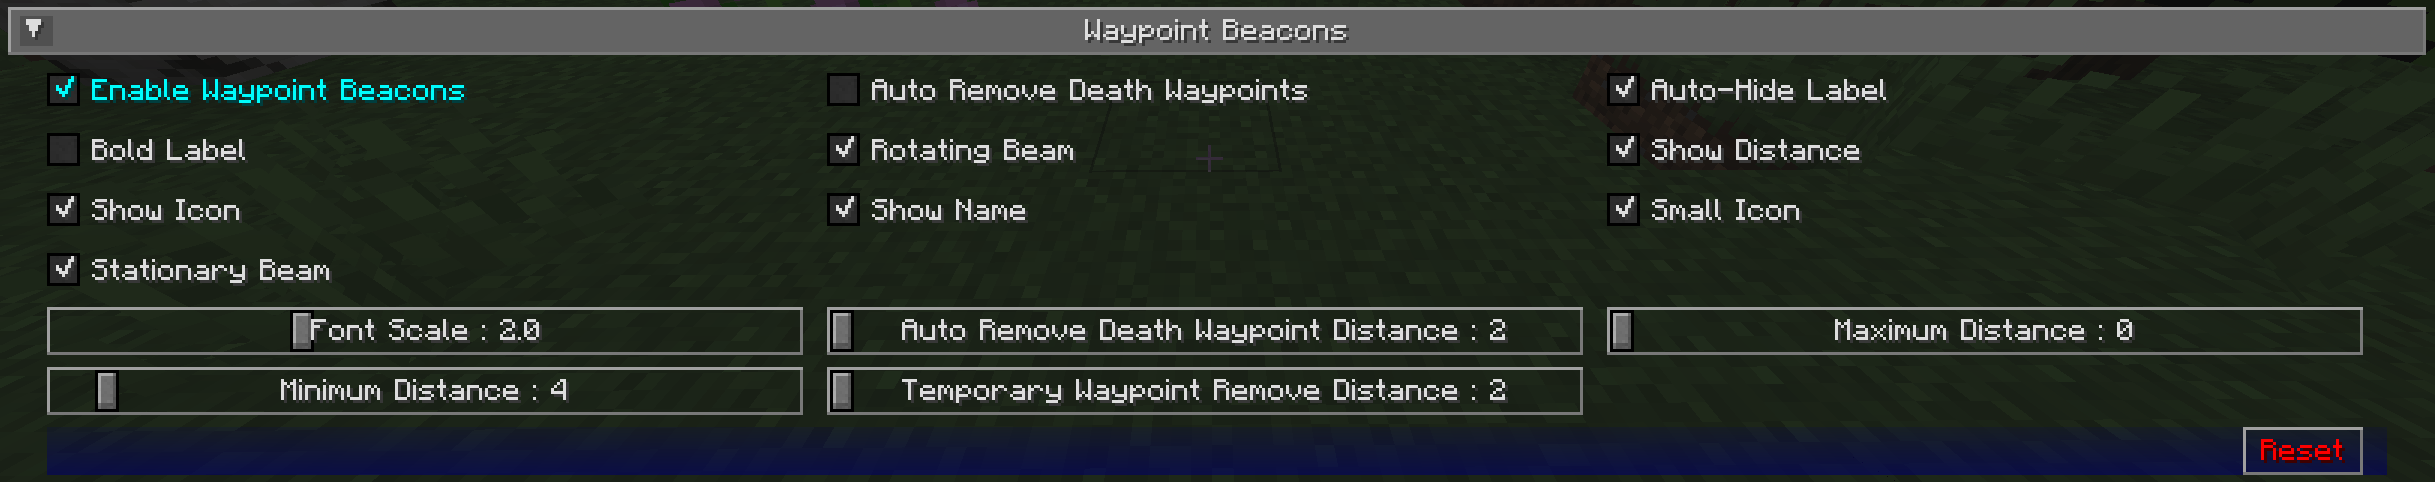 Waypoint Beacons
Enable Waypoint Beacons
Auto Remove Death Waypoints
Auto-Hide Label
Bold Label
Rotating Beam
Show Distance
Show Icon
Show Name
Small Icon
Stationary Beam
Font Scale : 2.0
Auto Remove Death Waypoint Distance : 2
Maximum Distance : 0
Minimum Distance : 4
Temporary Waypoint Remove Distance : 2
Reset